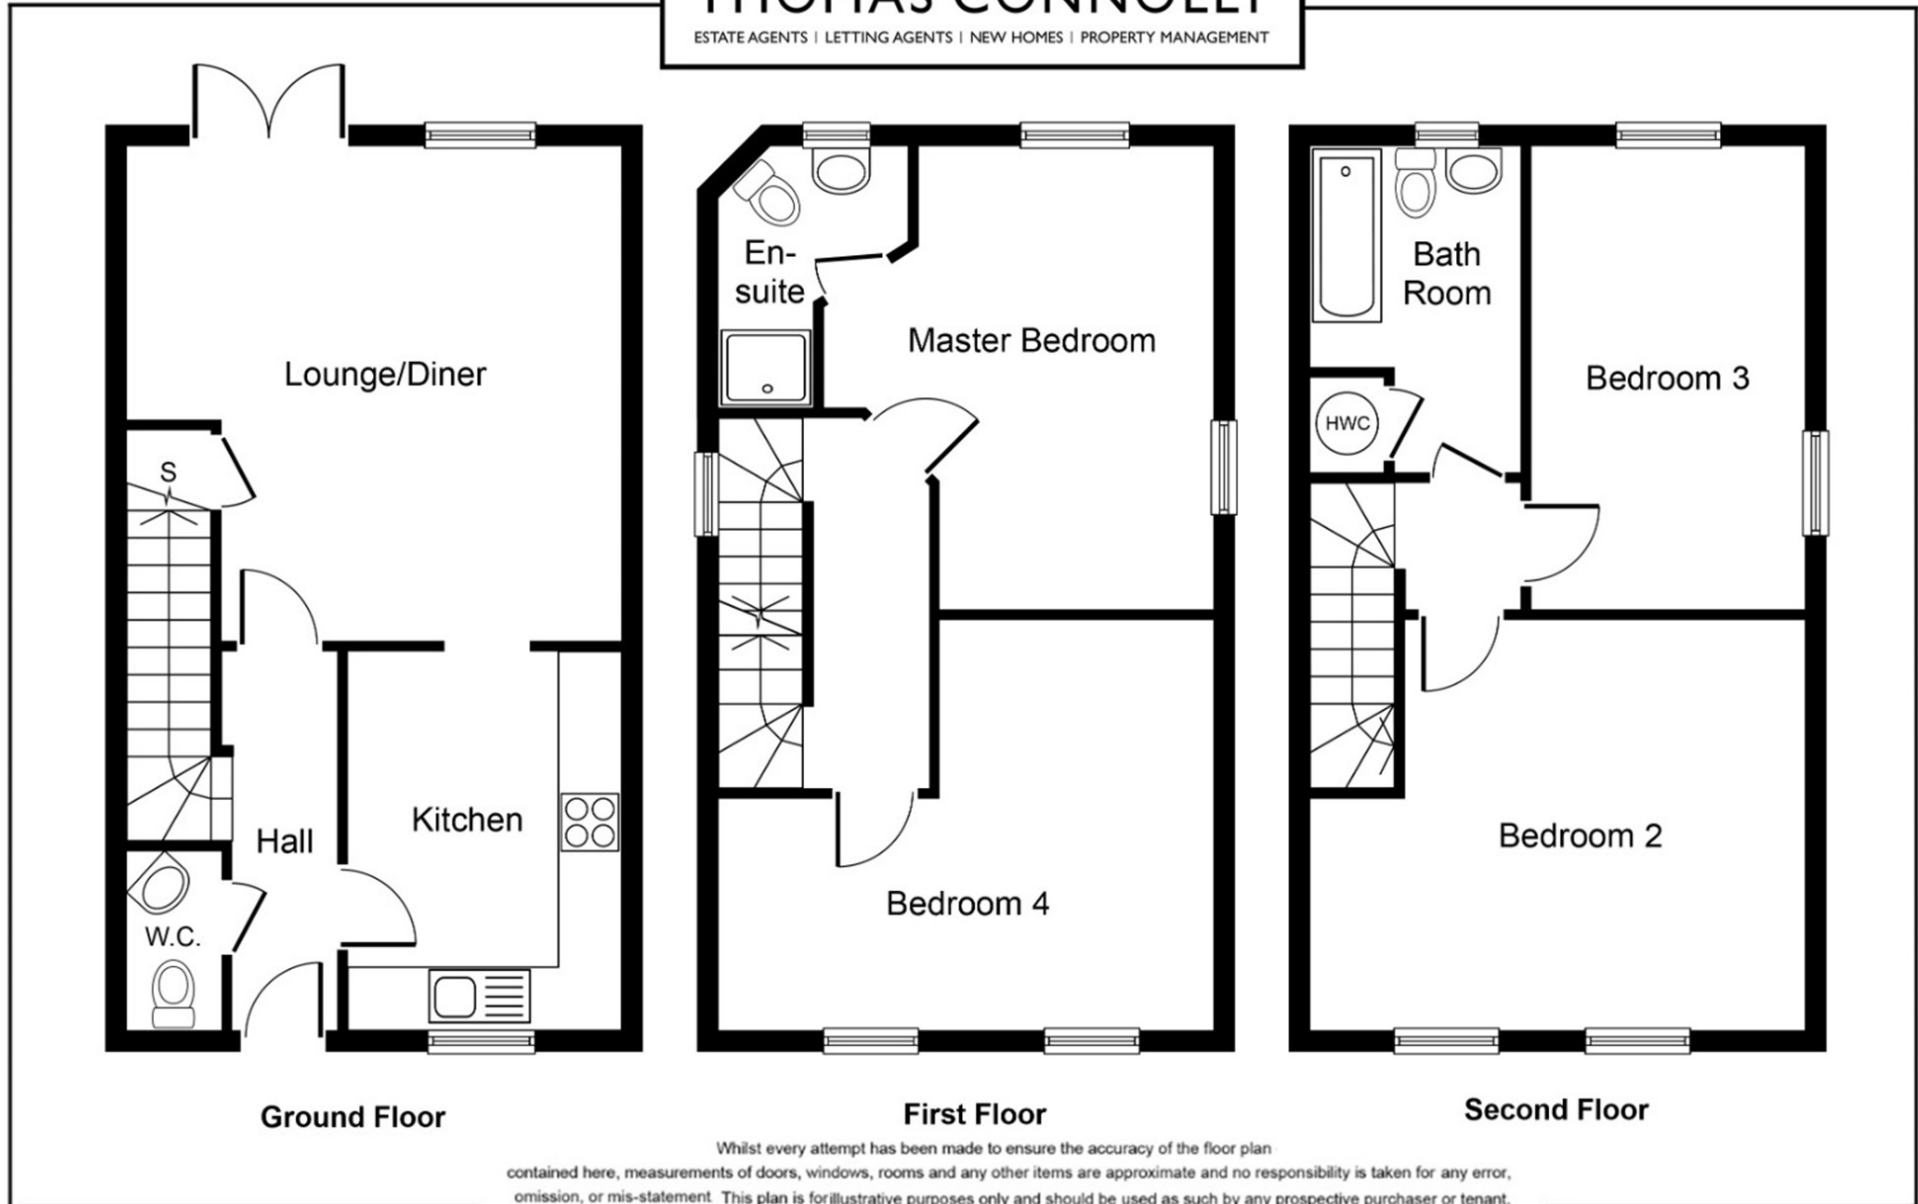 THOMAS CONNOLLY
ESTATE AGENTS | LETTING AGENTS | NEW HOMES | PROPERTY MANAGEMENT
Lounge/Diner
S
Hall
Kitchen
W.C.
Ground Floor
En-
suite
Master Bedroom
Bedroom 4
First Floor
Bath
Room
HWC
Bedroom 3
Bedroom 2
Second Floor
Whilst every attempt has been made to ensure the accuracy of the floor plan
contained here, measurements of doors, windows, rooms and any other items are approximate and no responsibility is taken for any error,
omission, or mis-statement This plan is forillustrative purposes only and should be used as such by any prospective purchaser or tenant.